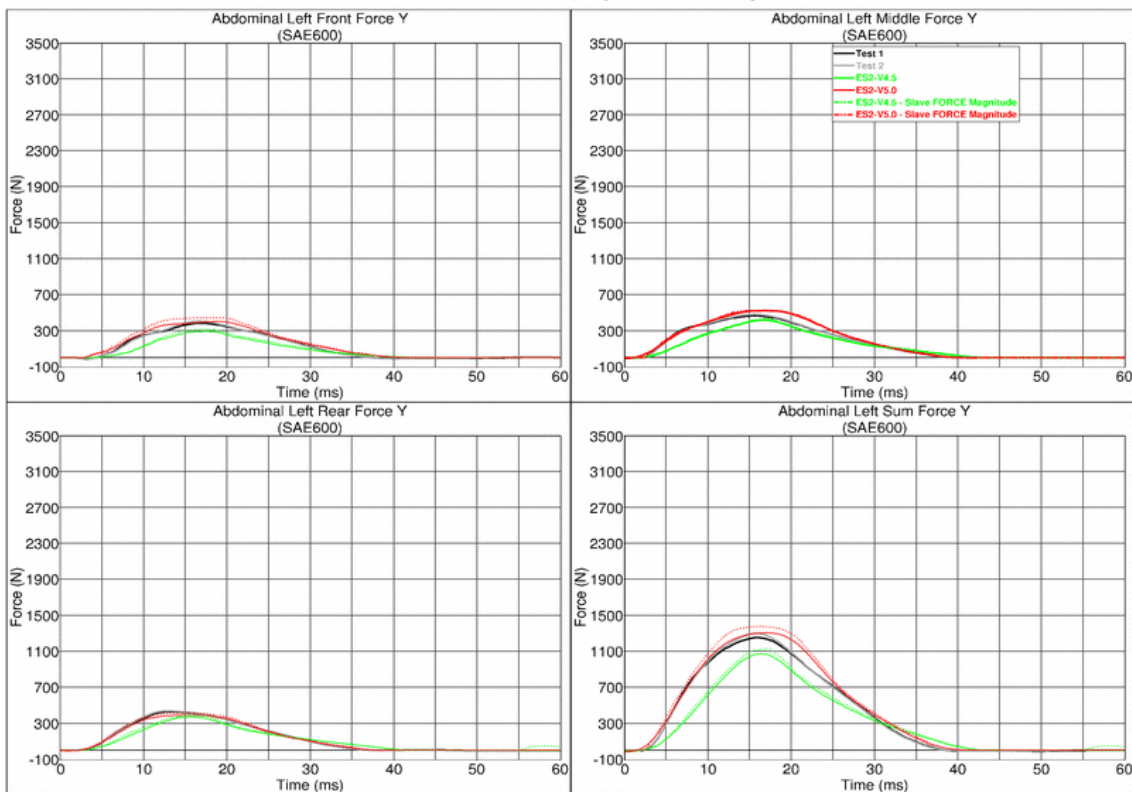 Abdominal Left Front Force Y
(SAE600)
3500
3100
2700
2300
1900
1500
1100
700
300
-100
Force (N)
0 10 20 30 40 50 60
Time (ms)
Abdominal Left Middle Force Y
(SAE600)
Test 1
Test 2
ES2-V4.5
ES2-V5.0
ES2-V4.5 - Slave FORCE Magnitude
ES2-V5.0 - Slave FORCE Magnitude
3500
3100
2700
2300
1900
1500
1100
700
300
-100
Force (N)
0 10 20 30 40 50 60
Time (ms)
Abdominal Left Rear Force Y
(SAE600)
3500
3100
2700
2300
1900
1500
1100
700
300
-100
Force (N)
0 10 20 30 40 50 60
Time (ms)
Abdominal Left Sum Force Y
(SAE600)
3500
3100
2700
2300
1900
1500
1100
700
300
-100
Force (N)
0 10 20 30 40 50 60
Time (ms)